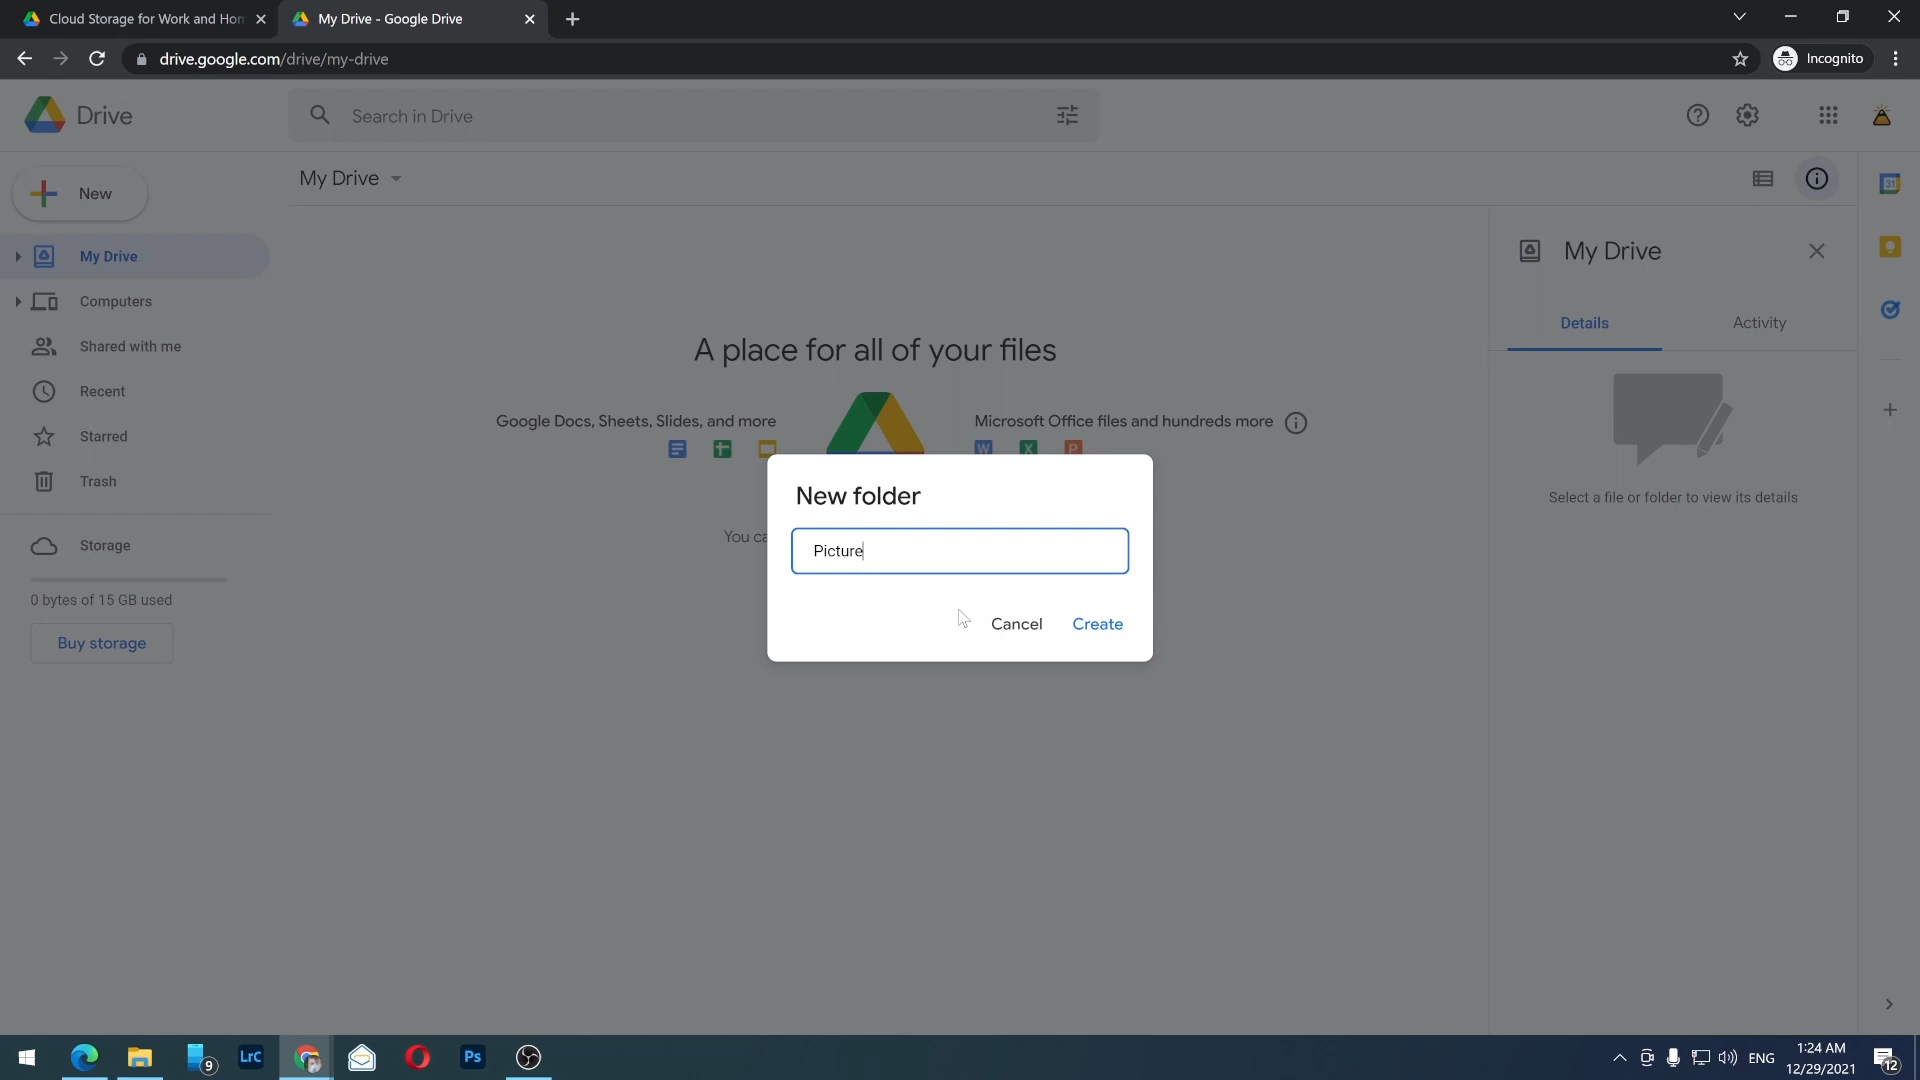 Cloud Storage for Work and Hom
My Drive - Google Drive
drive.google.com/drive/my-drive
Incognito
Drive
Search in Drive
New
My Drive
31
My Drive
Computers
Shared with me
Recent
Starred
Trash
Storage
0 bytes of 15 GB used
Buy storage
A place for all of your files
Google Docs, Sheets, Slides, and more
Microsoft Office files and hundreds more
W X P
You ca
New folder
Picture
Cancel
Create
My Drive
Details
Activity
Select a file or folder to view its details
9
LrC
Ps
ENG
1:24 AM
12/29/2021
12